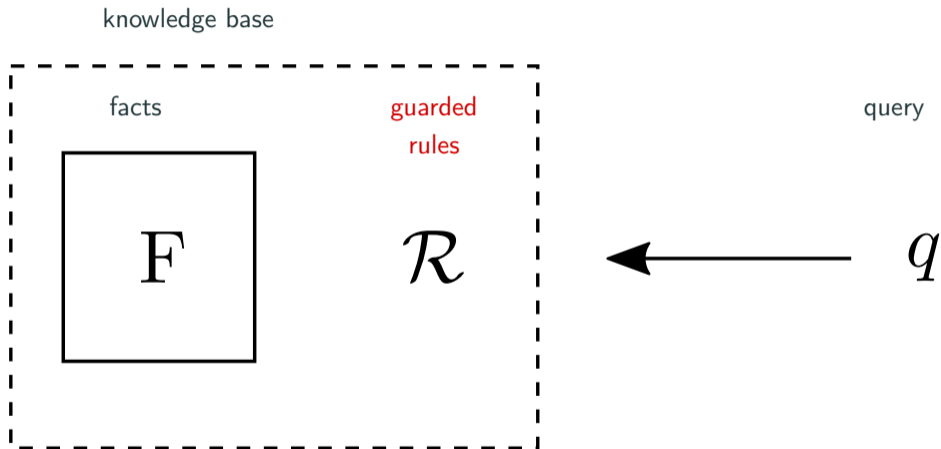 knowledge base
facts
guarded
rules
query
F
ℛ
q